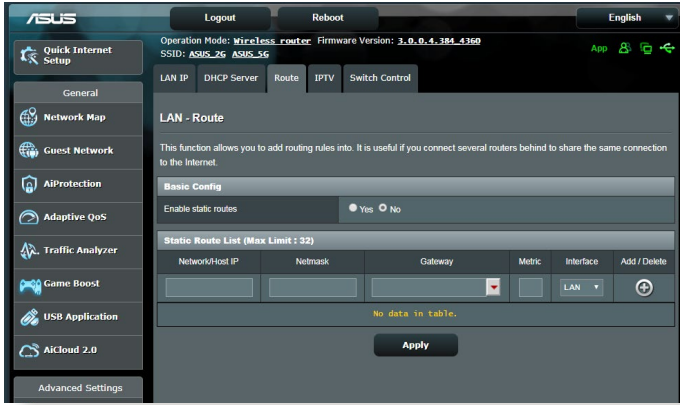 ASUS
Logout
Reboot
English
Quick Internet
Setup
Operation Mode: Wireless router Firmware Version: 3.0.0.4.384_4360
SSID: ASUS_2G ASUS_5G
App
LAN IP
DHCP Server
Route
IPTV
Switch Control
General
Network Map
Guest Network
AiProtection
Adaptive QoS
Traffic Analyzer
Game Boost
USB Application
AiCloud 2.0
Advanced Settings
LAN - Route
This function allows you to add routing rules into. It is useful if you connect several routers behind to share the same connection
to the Internet.
Basic Config
Enable static routes
Yes No
Static Route List (Max Limit : 32)
Network/Host IP
Netmask
Gateway
Metric
Interface
Add / Delete
LAN
No data in table.
Apply